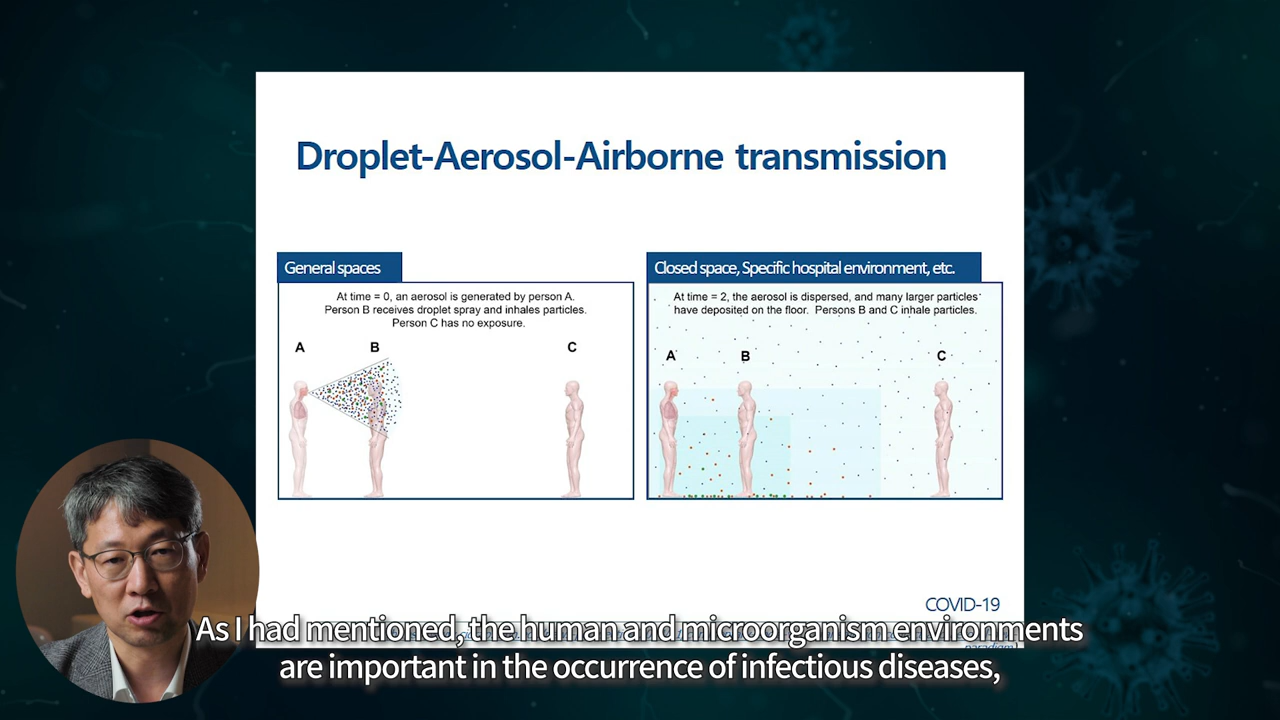 Droplet-Aerosol-Airborne transmission
General spaces
At time = 0, an aerosol is generated by person A.
Person B receives droplet spray and inhales particles.
Person C has no exposure.
A B C
Closed space, Specific hospital environment, etc.
At time = 2, the aerosol is dispersed, and many larger particles
have deposited on the floor. Persons B and C inhale particles.
A B C
COVID-19
paradigm)
As I had mentioned, the human and microorganism environments
are important in the occurrence of infectious diseases,